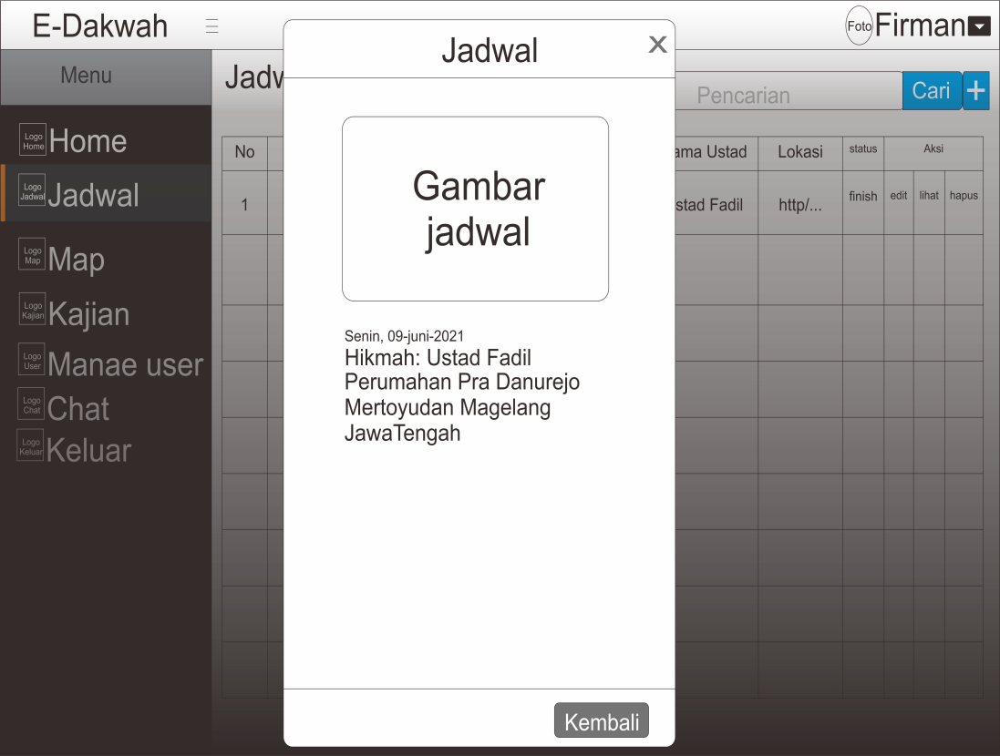 E-Dakwah
Foto
Firman
Menu
Logo
Home
Home
Logo
Jadwal
Jadwal
Logo
Map
Map
Logo
Kajian
Kajian
Logo
User
Manae user
Logo
Chat
Chat
Logo
Keluar
Keluar
Pencarian
Cari
+
No
Ustad
Lokasi
status
Aksi
1
Fadil
http/...
finish
edit
lihat
hapus
Jadwal
X
Gambar
jadwal
Senin, 09-juni-2021
Hikmah: Ustad Fadil
Perumahan Pra Danurejo
Mertoyudan Magelang
JawaTengah
Kembali